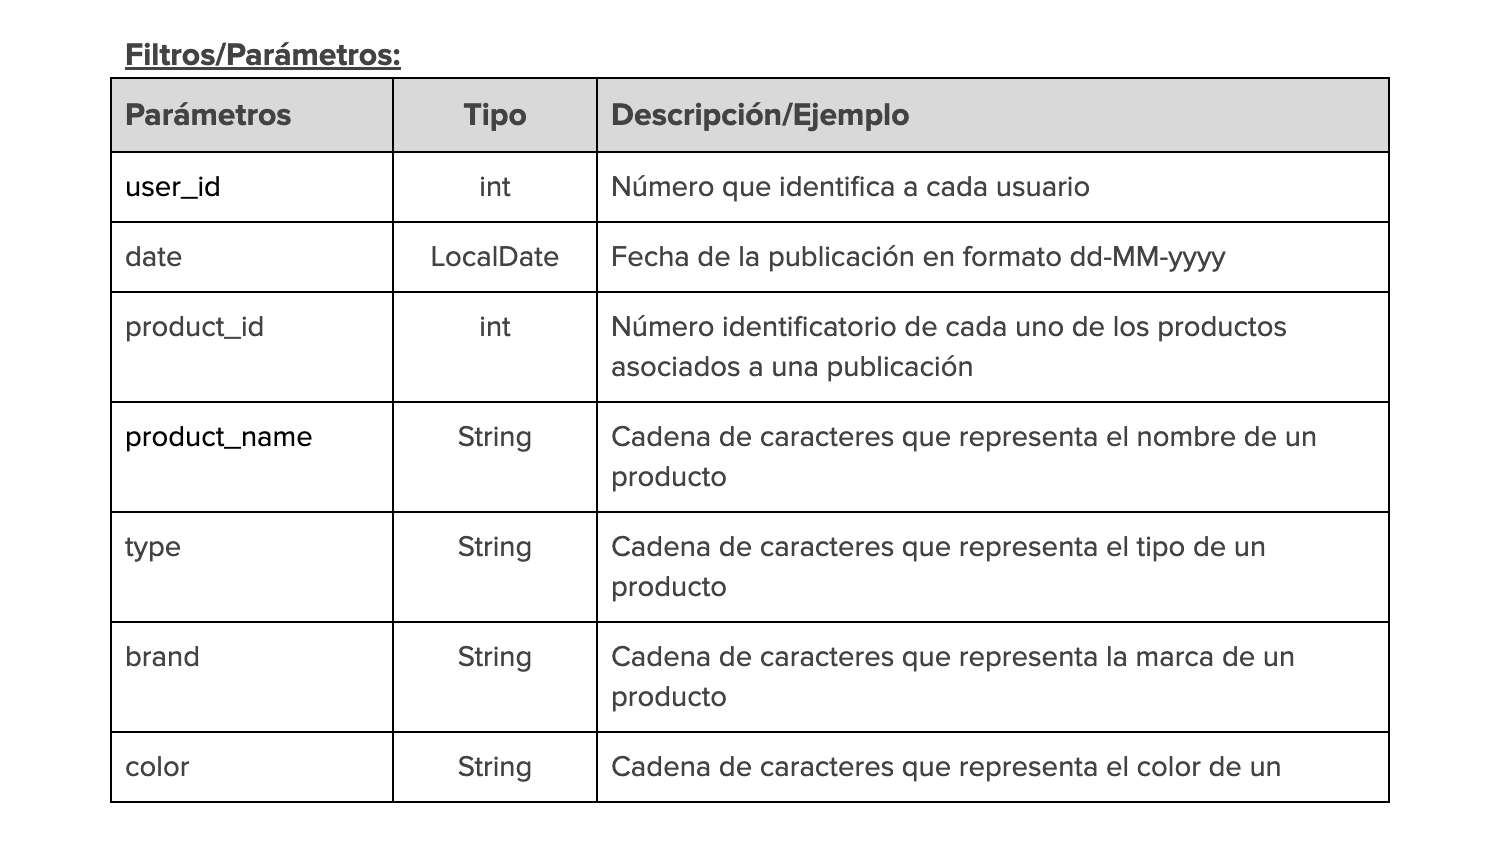 Filtros/Parámetros:
Parámetros Tipo Descripción/Ejemplo
user_id int Número que identifica a cada usuario
date LocalDate Fecha de la publicación en formato dd-MM-yyyy
product_id int Número identificatorio de cada uno de los productos
asociados a una publicación
product_name String Cadena de caracteres que representa el nombre de un
producto
type String Cadena de caracteres que representa el tipo de un
producto
brand String Cadena de caracteres que representa la marca de un
producto
color String Cadena de caracteres que representa el color de un